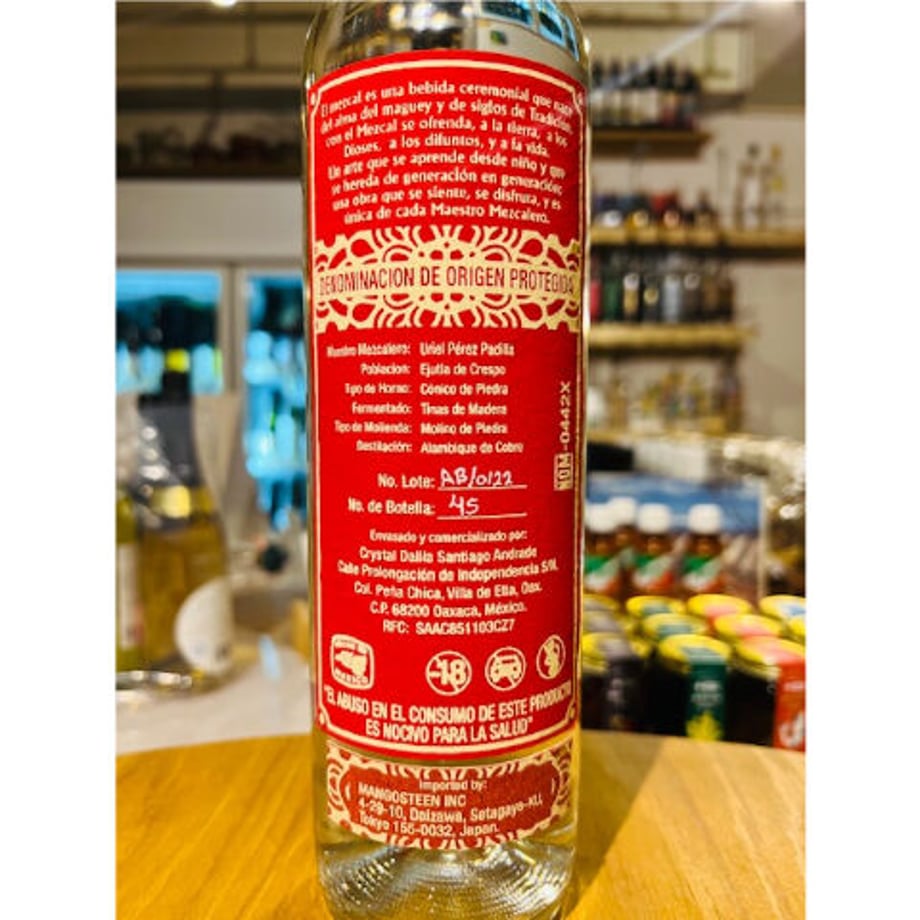 El mezcal es una bebida ceremonial que nace
del alma del maguey y de siglos de Tradición,
con el Mezcal se ofrenda, a la tierra, a los
Dioses, a los difuntos, y a la vida.
Un arte que se aprende desde niño y que
se hereda de generación en generación;
una obra que se siente, se disfruta, y es
única de cada Maestro Mezcalero.
DENOMINACION DE ORIGEN PROTEGIDA
Maestro Mezcalero: Uriel Pérez Padilla
Poblacion: Ejutla de Crespo
Tipo de Horno: Cónico de Piedra
Fermentado: Tinas de Madera
Tipo de Molienda: Molino de Piedra
Destilación: Alambique de Cobre
NOM-0442X
No. Lote: AB/0122
No. de Botella: 45
Envasado y comercializado por:
Crystal Dalila Santiago Andrade
Calle Prolongación de Independencia S/N.
Col. Peña Chica, Villa de Etla, Oax.
C.P. 68200 Oaxaca, México.
RFC: SAAC851103CZ7
-18
"EL ABUSO EN EL CONSUMO DE ESTE PRODUCTO
ES NOCIVO PARA LA SALUD"
Imported by:
MANGOSTEEN INC
4-29-10, Daizawa, Setagaya-KU,
Tokyo 155-0032, Japan.